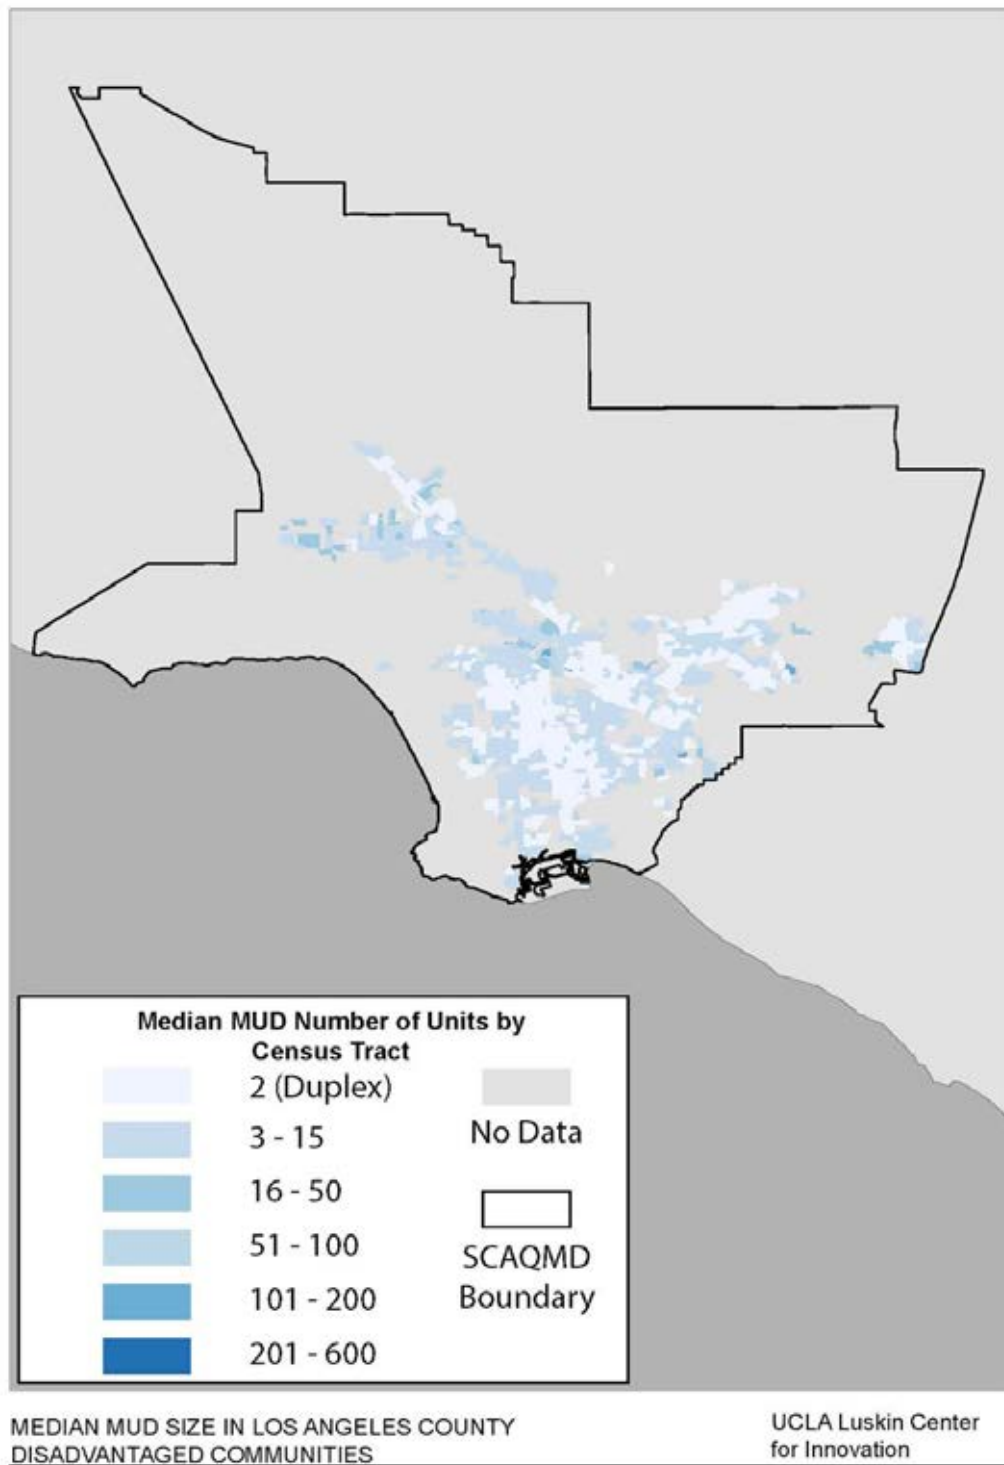 Median MUD Number of Units by
Census Tract
2 (Duplex)
3 - 15
16 - 50
51 - 100
101 - 200
201 - 600
No Data
SCAQMD
Boundary
MEDIAN MUD SIZE IN LOS ANGELES COUNTY
DISADVANTAGED COMMUNITIES
UCLA Luskin Center
for Innovation